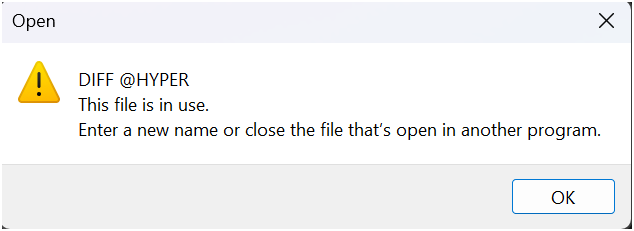 Open
DIFF @HYPER
This file is in use.
Enter a new name or close the file that's open in another program.
OK